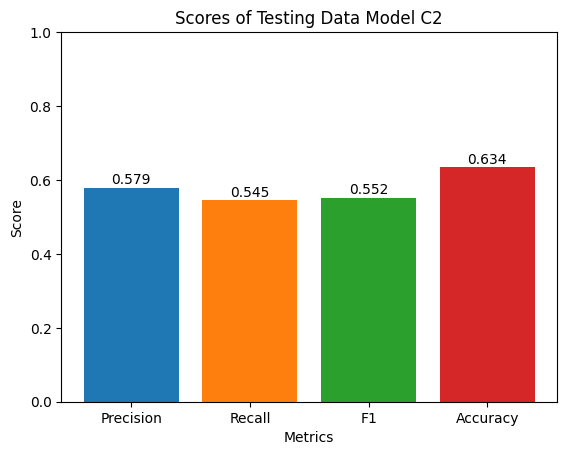 Scores of Testing Data Model C2
1.0
0.8
0.6
0.4
0.2
0.0
Score
0.579
0.545
0.552
0.634
Precision Recall F1 Accuracy
Metrics